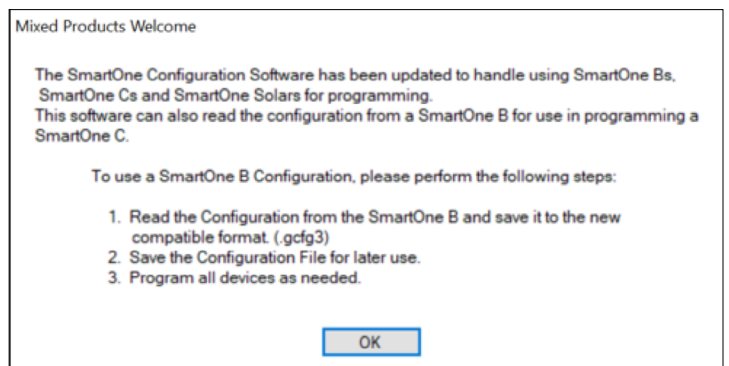 Mixed Products Welcome
The SmartOne Configuration Software has been updated to handle using SmartOne Bs,
SmartOne Cs and SmartOne Solars for programming.
This software can also read the configuration from a SmartOne B for use in programming a
SmartOne C.
To use a SmartOne B Configuration, please perform the following steps:
1. Read the Configuration from the SmartOne B and save it to the new
compatible format. (.gcfg3)
2. Save the Configuration File for later use.
3. Program all devices as needed.
OK